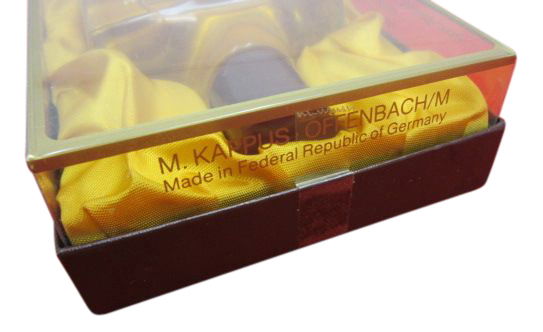 M. KAPPUS, OFFENBACH/M
Made in Federal Republic of Germany